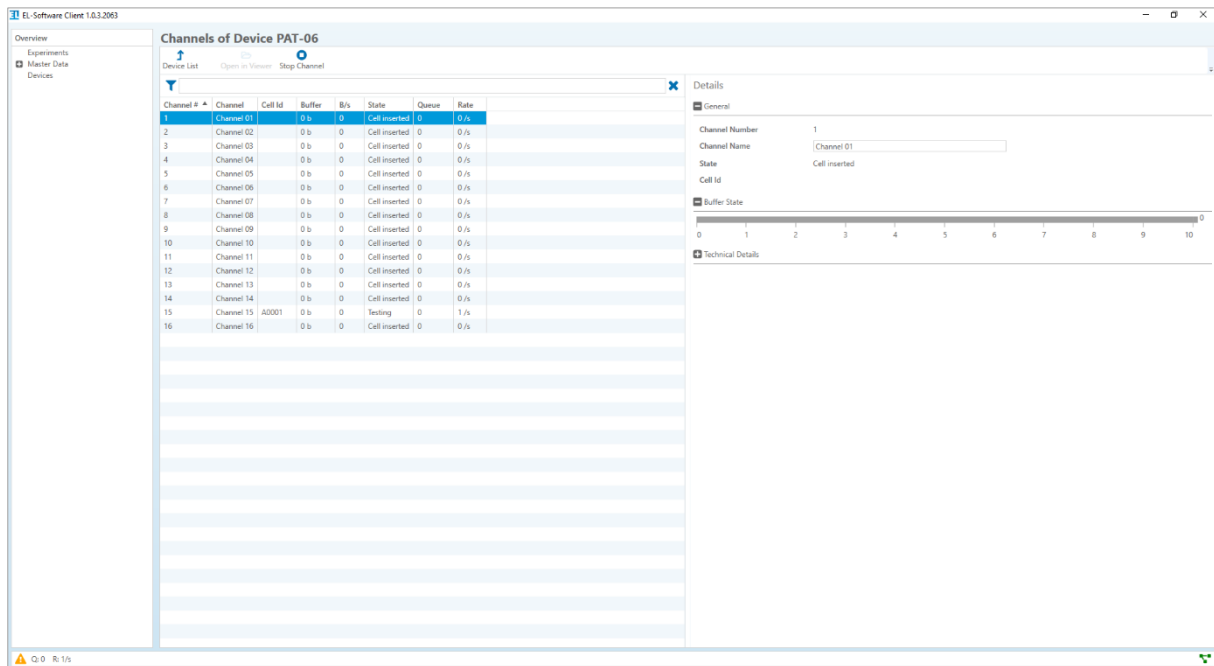 EL-Software Client 1.0.3.2063
Overview
Experiments
Master Data
Devices
Channels of Device PAT-06
Device List Open in Viewer Stop Channel
Channel # Channel Cell Id Buffer B/s State Queue Rate
1 Channel 01 0 b 0 Cell inserted 0 0 /s
2 Channel 02 0 b 0 Cell inserted 0 0 /s
3 Channel 03 0 b 0 Cell inserted 0 0 /s
4 Channel 04 0 b 0 Cell inserted 0 0 /s
5 Channel 05 0 b 0 Cell inserted 0 0 /s
6 Channel 06 0 b 0 Cell inserted 0 0 /s
7 Channel 07 0 b 0 Cell inserted 0 0 /s
8 Channel 08 0 b 0 Cell inserted 0 0 /s
9 Channel 09 0 b 0 Cell inserted 0 0 /s
10 Channel 10 0 b 0 Cell inserted 0 0 /s
11 Channel 11 0 b 0 Cell inserted 0 0 /s
12 Channel 12 0 b 0 Cell inserted 0 0 /s
13 Channel 13 0 b 0 Cell inserted 0 0 /s
14 Channel 14 0 b 0 Cell inserted 0 0 /s
15 Channel 15 A0001 0 b 0 Testing 0 1 /s
16 Channel 16 0 b 0 Cell inserted 0 0 /s
Details
General
Channel Number 1
Channel Name Channel 01
State Cell inserted
Cell Id
Buffer State
0
0 1 2 3 4 5 6 7 8 9 10
Technical Details
Q: 0 R: 1/s